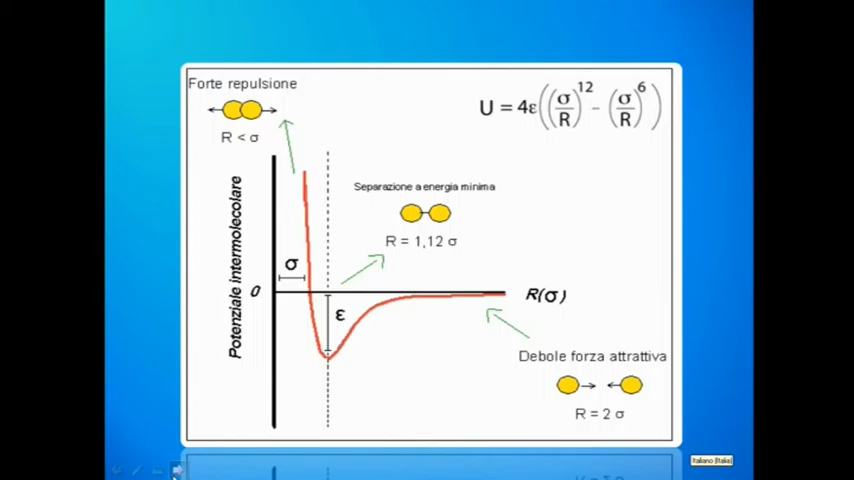 Forte repulsione
R < σ
U = 4ε((σ/R)^12 − (σ/R)^6)
Separazione a energia minima
R = 1,12 σ
Potenziale intermolecolare
σ
0
R(σ)
ε
Debole forza attrattiva
R = 2 σ
Italiano (Italia)